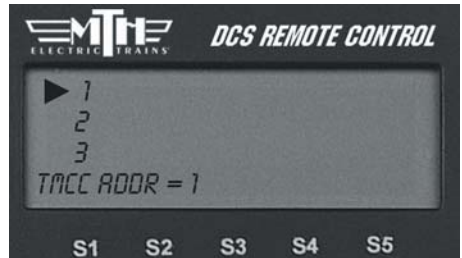 MTH
ELECTRIC TRAINS
DCS REMOTE CONTROL
1
2
3
TMCC ADDR = 1
S1 S2 S3 S4 S5